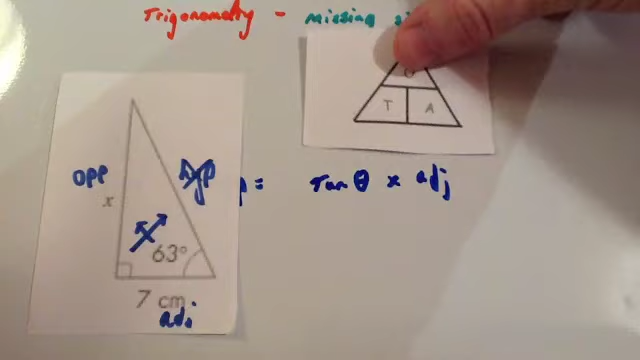 Trigonometry - missing
O
T A
opp hyp = Tan θ x adj
x
63°
7 cm
adj